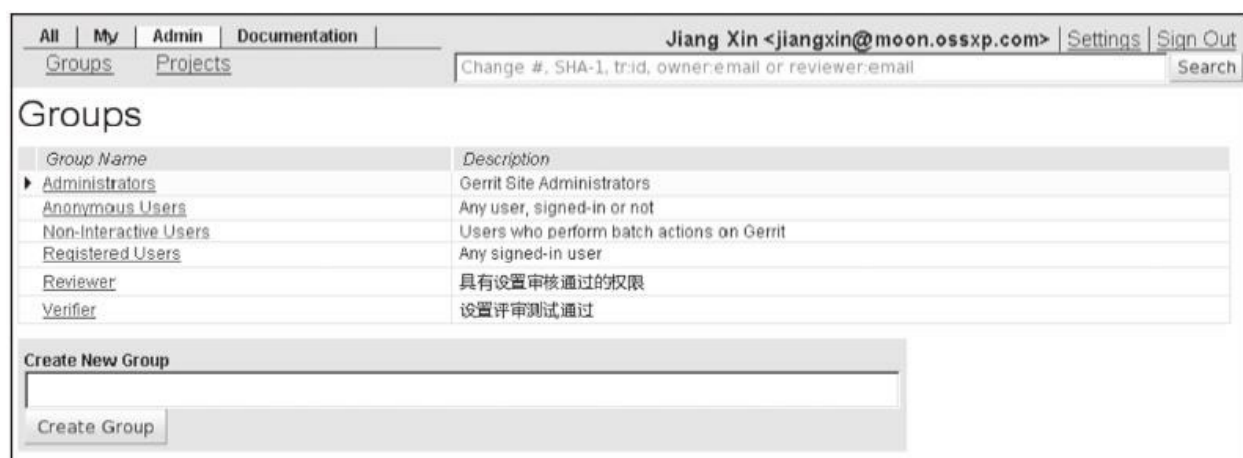 All | My | Admin | Documentation |
Jiang Xin <jiangxin@moon.ossxp.com> | Settings | Sign Out
Groups Projects
Change #, SHA-1, tr:id, owner:email or reviewer:email
Search
Groups
Group Name Description
Administrators Gerrit Site Administrators
Anonymous Users Any user, signed-in or not
Non-Interactive Users Users who perform batch actions on Gerrit
Registered Users Any signed-in user
Reviewer 具有设置审核通过的权限
Verifier 设置评审测试通过
Create New Group
Create Group